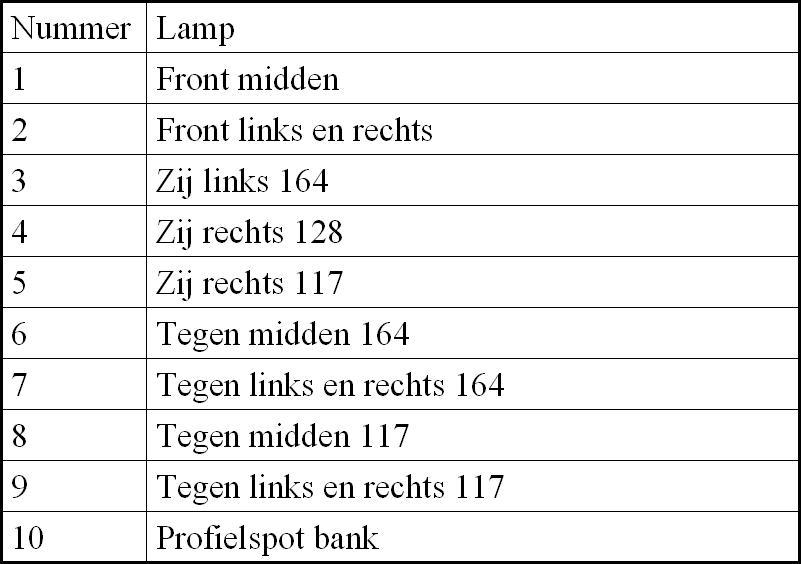 Nummer Lamp
1 Front midden
2 Front links en rechts
3 Zij links 164
4 Zij rechts 128
5 Zij rechts 117
6 Tegen midden 164
7 Tegen links en rechts 164
8 Tegen midden 117
9 Tegen links en rechts 117
10 Profielspot bank